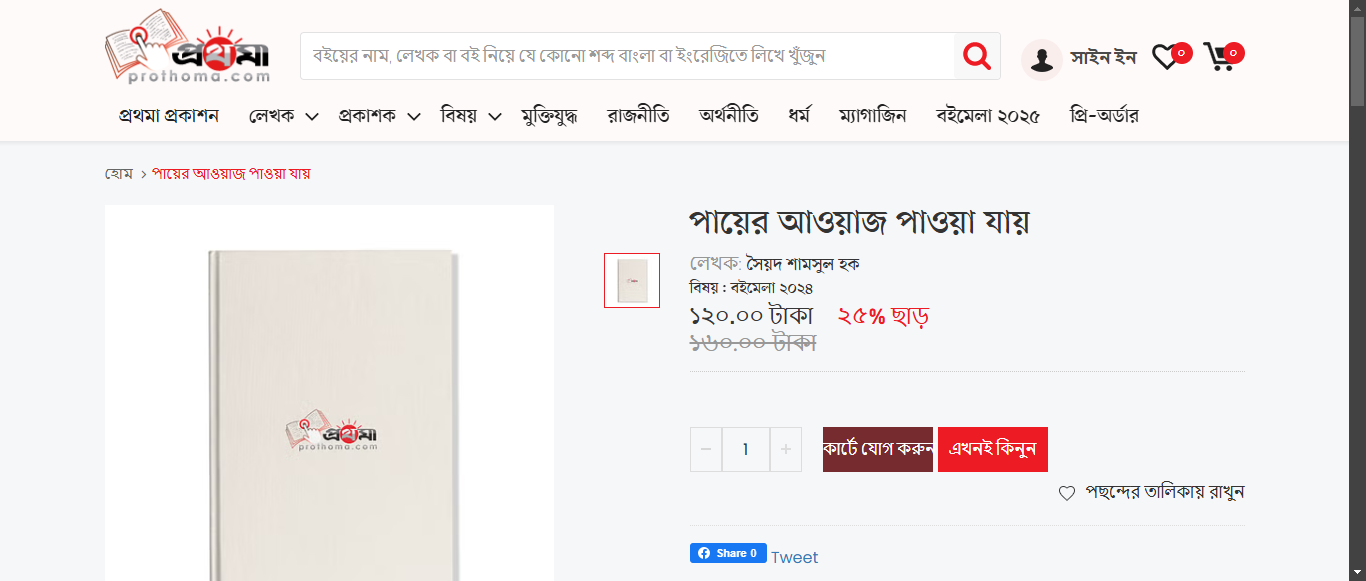 প্রথমা
prothoma.com
বইয়ের নাম, লেখক বা বই নিয়ে যে কোনো শব্দ বাংলা বা ইংরেজিতে লিখে খুঁজুন
সাইন ইন
0
0
প্রথমা প্রকাশন লেখক প্রকাশক বিষয় মুক্তিযুদ্ধ রাজনীতি অর্থনীতি ধর্ম ম্যাগাজিন বইমেলা ২০২৫ প্রি-অর্ডার
হোম > পায়ের আওয়াজ পাওয়া যায়
পায়ের আওয়াজ পাওয়া যায়
লেখক: সৈয়দ শামসুল হক
বিষয় : বইমেলা ২০২৪
১২০.০০ টাকা ২৫% ছাড়
১৬০.০০ টাকা
প্রথমা
prothoma.com
− 1 + কার্টে যোগ করুন এখনই কিনুন
পছন্দের তালিকায় রাখুন
Share 0 Tweet